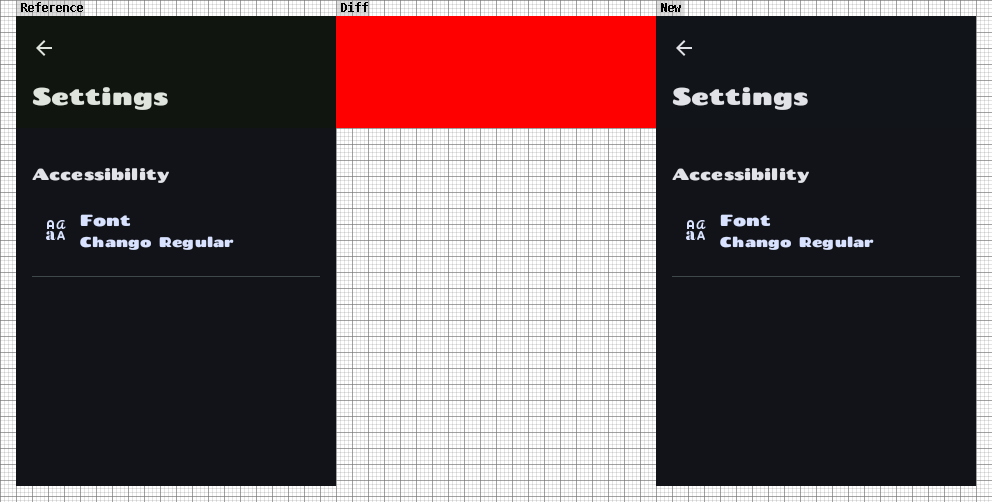 Reference Diff New
Settings
Accessibility
Font
Chango Regular
Settings
Accessibility
Font
Chango Regular